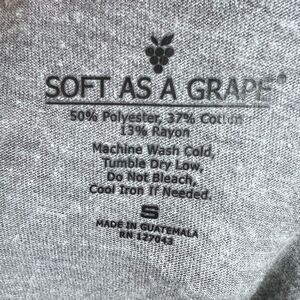 SOFT AS A GRAPE®
50% Polyester, 37% Cotton
13% Rayon
Machine Wash Cold,
Tumble Dry Low,
Do Not Bleach,
Cool Iron If Needed.
S
MADE IN GUATEMALA
RN 127043